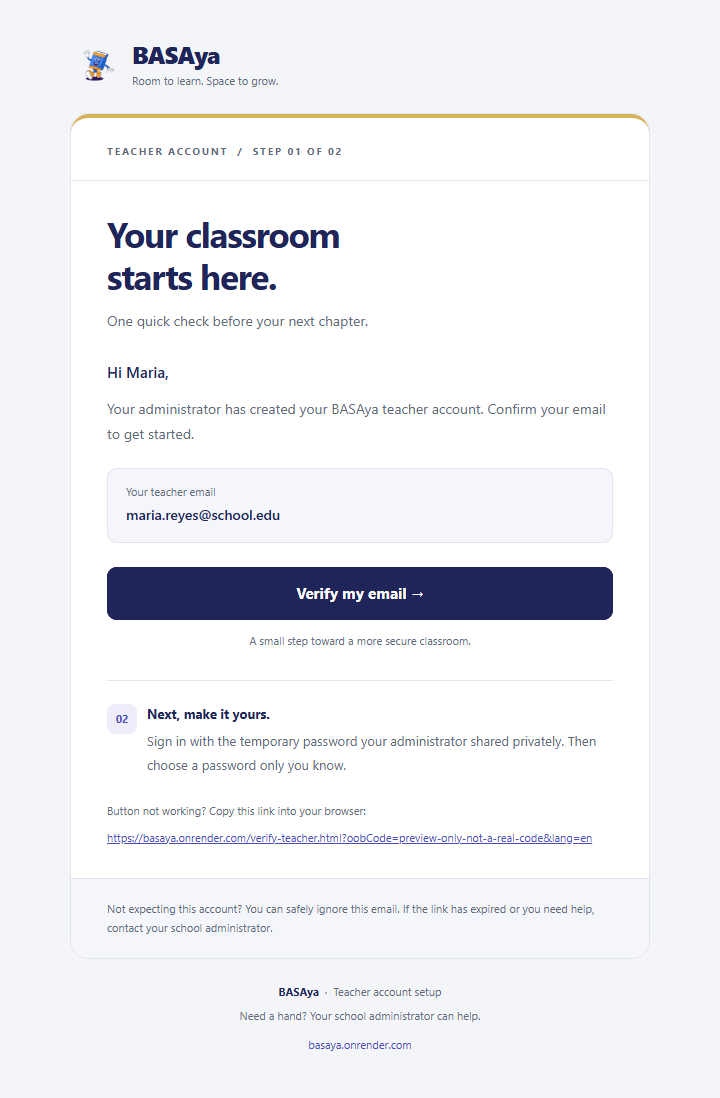 BASAya
Room to learn. Space to grow.
TEACHER ACCOUNT / STEP 01 OF 02
Your classroom
starts here.
One quick check before your next chapter.
Hi Maria,
Your administrator has created your BASAya teacher account. Confirm your email
to get started.
Your teacher email
maria.reyes@school.edu
Verify my email →
A small step toward a more secure classroom.
02
Next, make it yours.
Sign in with the temporary password your administrator shared privately. Then
choose a password only you know.
Button not working? Copy this link into your browser:
https://basaya.onrender.com/verify-teacher.html?oobCode=preview-only-not-a-real-code&lang=en
Not expecting this account? You can safely ignore this email. If the link has expired or you need help,
contact your school administrator.
BASAya · Teacher account setup
Need a hand? Your school administrator can help.
basaya.onrender.com